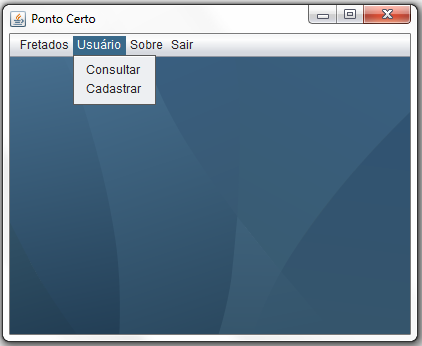 Ponto Certo
Fretados Usuário Sobre Sair
Consultar
Cadastrar